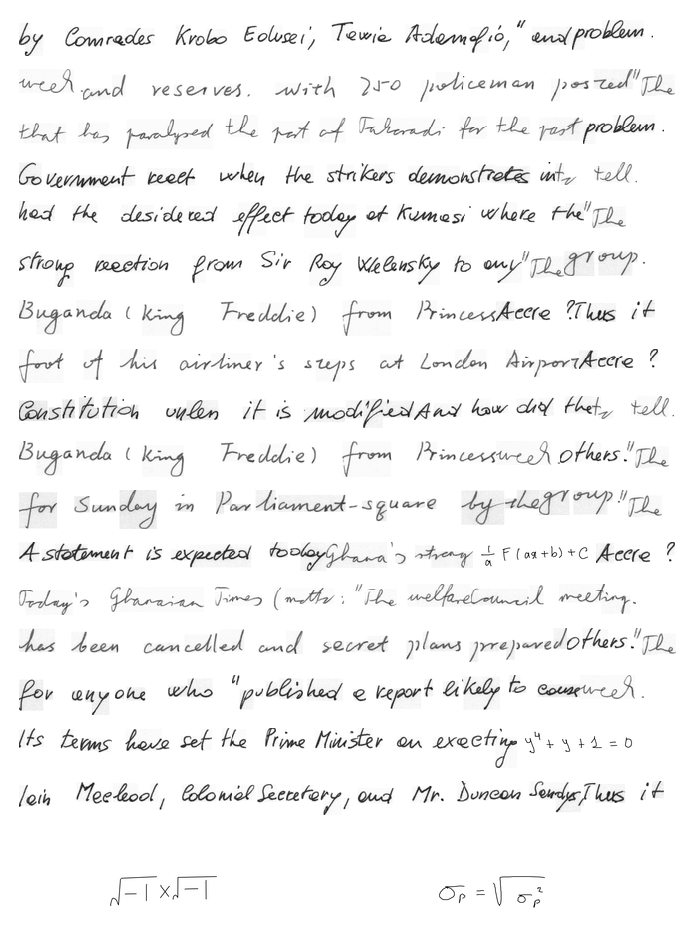 by Comrades Krobo Edusei, Tawia Adamafio," and problem.
week and reserves. with 750 policeman posted "The
that has paralysed the port of Takoradi for the past problem.
Government react when the strikers demonstrates into tell.
had the desidered effect today at Kumasi where the "The
strong reaction from Sir Roy Welensky to any "The group.
Buganda (King Freddie) from Princess Accra ? Thus it
foot of his airliner's steps at London Airport Accra ?
Constitution unlen it is modified And how did that, tell.
Buganda (King Freddie) from Princess week others." The
for Sunday in Parliament-square by the group." The
A statement is expected today Ghana's strong \frac{1}{a} F(ax+b)+C Accra ?
Today's Ghanaian Times (motto: "The welfare Council meeting.
has been cancelled and secret plans prepared others." The
for anyone who "published a report likely to cause week.
Its terms have set the Prime Minister an exacting y^4 + y + 1 = 0
Iain Macleod, Colonial Secretary, and Mr. Duncan Sandys, Thus it
\sqrt{-1} \times \sqrt{-1} \sigma_p = \sqrt{\sigma_p^2}